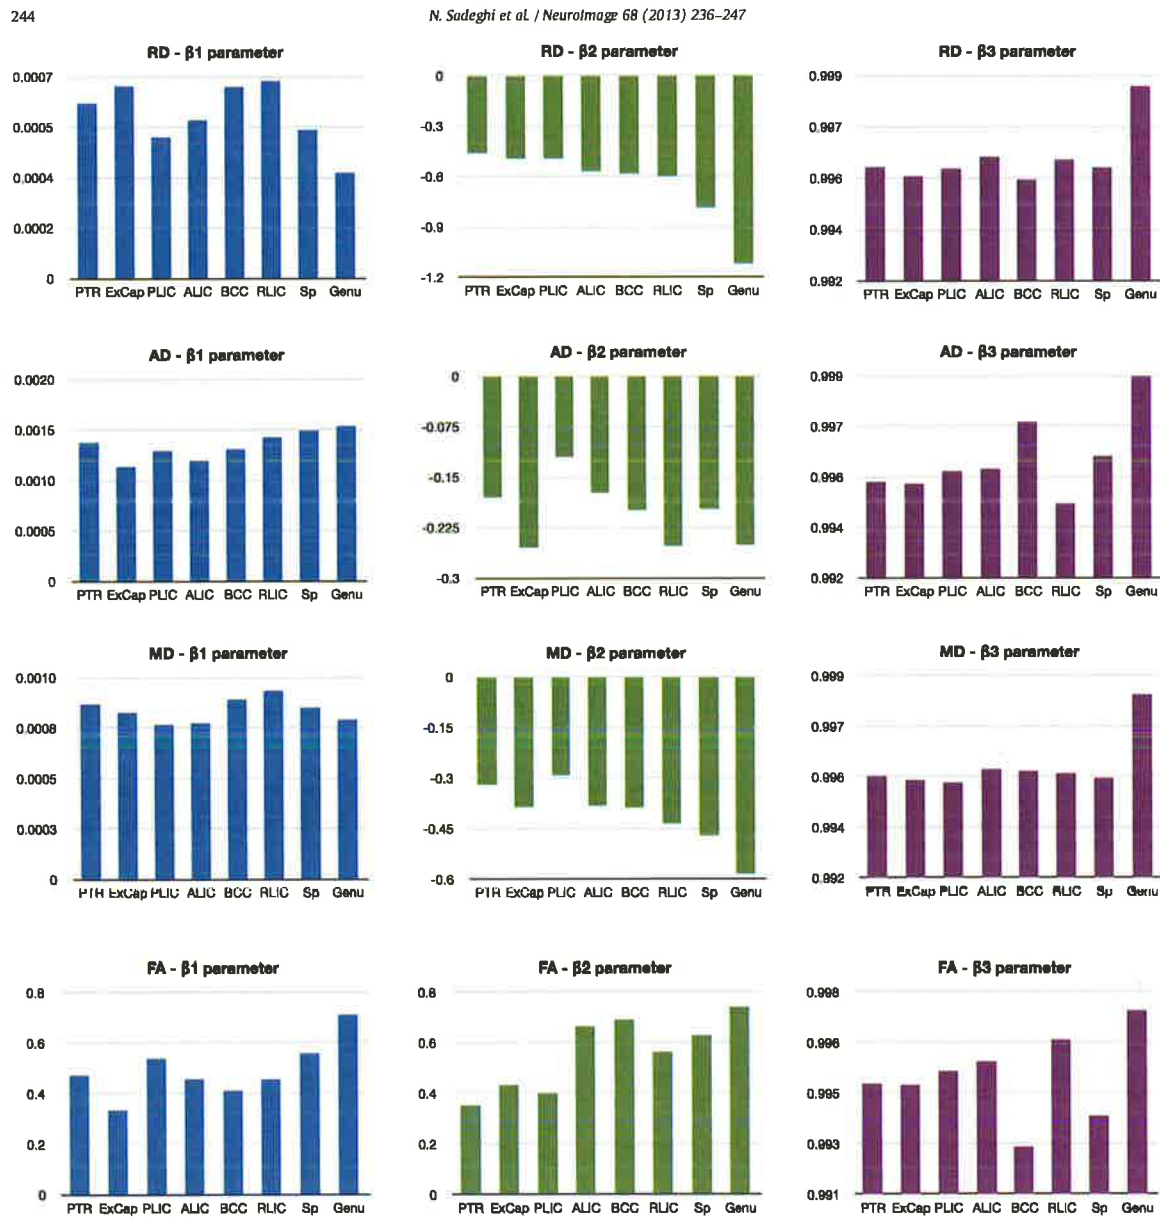 244
N. Sadeghi et al. / NeuroImage 68 (2013) 236–247
RD - β1 parameter
0.0007
0.0005
0.0004
0.0002
0
PTR ExCap PLIC ALIC BCC RLIC Sp Genu
RD - β2 parameter
0
-0.3
-0.6
-0.9
-1.2
PTR ExCap PLIC ALIC BCC RLIC Sp Genu
RD - β3 parameter
0.999
0.997
0.996
0.994
0.992
PTR ExCap PLIC ALIC BCC RLIC Sp Genu
AD - β1 parameter
0.0020
0.0015
0.0010
0.0005
0
PTR ExCap PLIC ALIC BCC RLIC Sp Genu
AD - β2 parameter
0
-0.075
-0.15
-0.225
-0.3
PTR ExCap PLIC ALIC BCC RLIC Sp Genu
AD - β3 parameter
0.999
0.997
0.996
0.994
0.992
PTR ExCap PLIC ALIC BCC RLIC Sp Genu
MD - β1 parameter
0.0010
0.0008
0.0005
0.0003
0
PTR ExCap PLIC ALIC BCC RLIC Sp Genu
MD - β2 parameter
0
-0.15
-0.3
-0.45
-0.6
PTR ExCap PLIC ALIC BCC RLIC Sp Genu
MD - β3 parameter
0.999
0.997
0.996
0.994
0.992
PTR ExCap PLIC ALIC BCC RLIC Sp Genu
FA - β1 parameter
0.8
0.6
0.4
0.2
0
PTR ExCap PLIC ALIC BCC RLIC Sp Genu
FA - β2 parameter
0.8
0.6
0.4
0.2
0
PTR ExCap PLIC ALIC BCC RLIC Sp Genu
FA - β3 parameter
0.998
0.996
0.995
0.993
0.991
PTR ExCap PLIC ALIC BCC RLIC Sp Genu